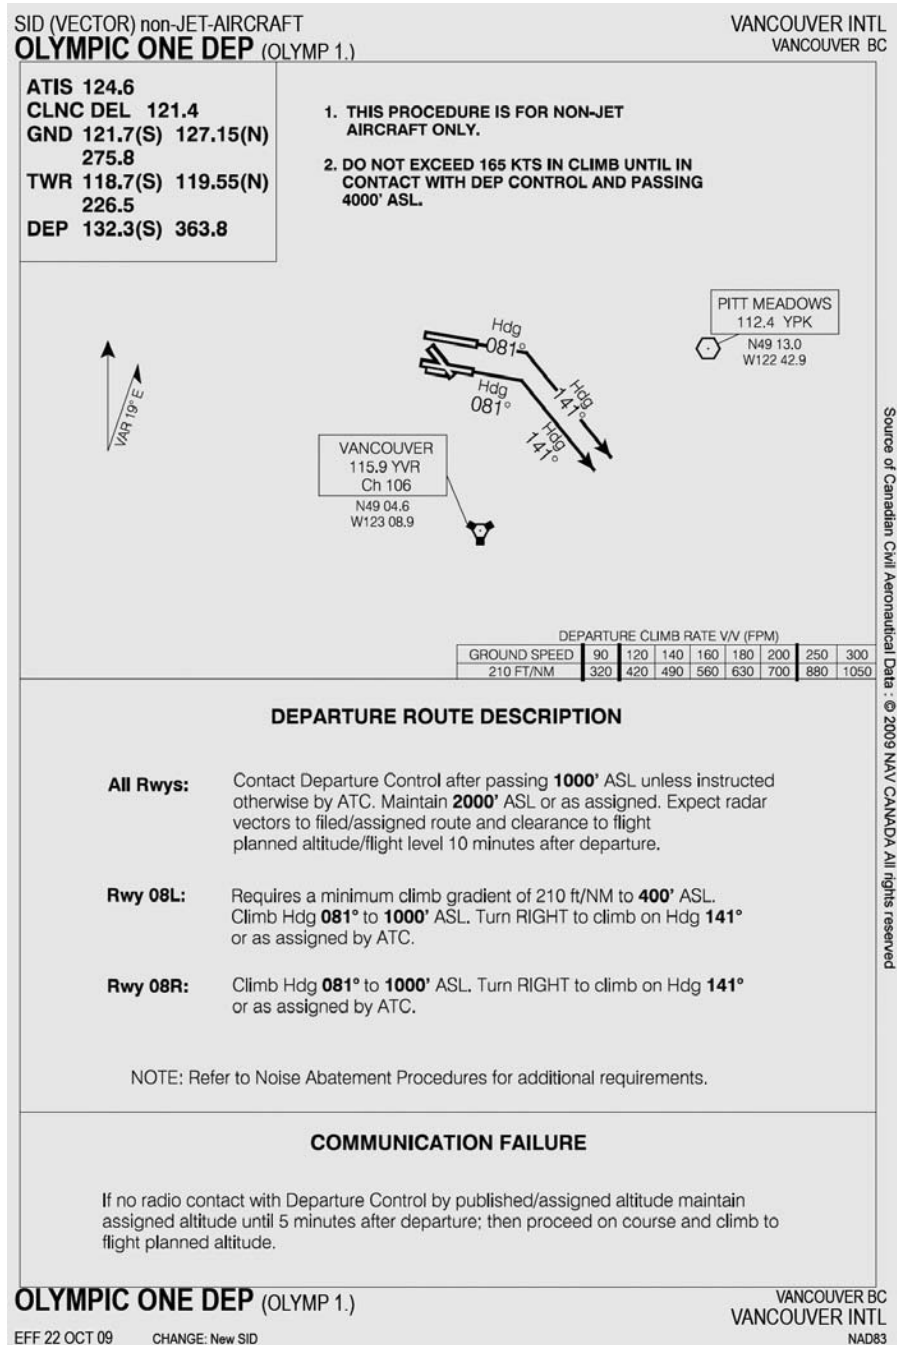 SID (VECTOR) non-JET-AIRCRAFT
VANCOUVER INTL
OLYMPIC ONE DEP (OLYMP 1.)
VANCOUVER BC
ATIS 124.6
CLNC DEL 121.4
GND 121.7(S) 127.15(N)
275.8
TWR 118.7(S) 119.55(N)
226.5
DEP 132.3(S) 363.8
1. THIS PROCEDURE IS FOR NON-JET
AIRCRAFT ONLY.
2. DO NOT EXCEED 165 KTS IN CLIMB UNTIL IN
CONTACT WITH DEP CONTROL AND PASSING
4000' ASL.
PITT MEADOWS
112.4 YPK
N49 13.0
W122 42.9
Hdg
081°
Hdg
141°
Hdg
081°
Hdg
141°
VAR 19° E
VANCOUVER
115.9 YVR
Ch 106
N49 04.6
W123 08.9
DEPARTURE CLIMB RATE V/V (FPM)
GROUND SPEED 90 120 140 160 180 200 250 300
210 FT/NM 320 420 490 560 630 700 880 1050
DEPARTURE ROUTE DESCRIPTION
All Rwys: Contact Departure Control after passing 1000' ASL unless instructed
otherwise by ATC. Maintain 2000' ASL or as assigned. Expect radar
vectors to filed/assigned route and clearance to flight
planned altitude/flight level 10 minutes after departure.
Rwy 08L: Requires a minimum climb gradient of 210 ft/NM to 400' ASL.
Climb Hdg 081° to 1000' ASL. Turn RIGHT to climb on Hdg 141°
or as assigned by ATC.
Rwy 08R: Climb Hdg 081° to 1000' ASL. Turn RIGHT to climb on Hdg 141°
or as assigned by ATC.
NOTE: Refer to Noise Abatement Procedures for additional requirements.
COMMUNICATION FAILURE
If no radio contact with Departure Control by published/assigned altitude maintain
assigned altitude until 5 minutes after departure; then proceed on course and climb to
flight planned altitude.
OLYMPIC ONE DEP (OLYMP 1.)
VANCOUVER BC
VANCOUVER INTL
EFF 22 OCT 09 CHANGE: New SID
NAD83
Source of Canadian Civil Aeronautical Data : © 2009 NAV CANADA All rights reserved